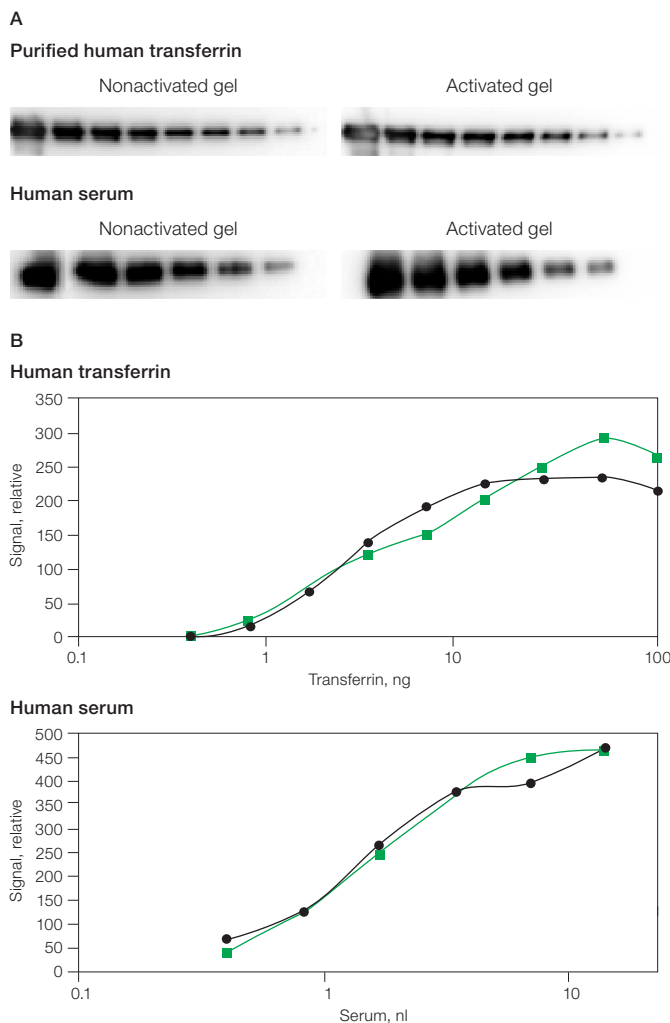 A
Purified human transferrin
Nonactivated gel Activated gel
Human serum
Nonactivated gel Activated gel
B
Human transferrin
350
300
250
200
150
100
50
0
Signal, relative
0.1 1 10 100
Transferrin, ng
Human serum
500
450
400
350
300
250
200
150
100
50
0
Signal, relative
0.1 1 10
Serum, nl